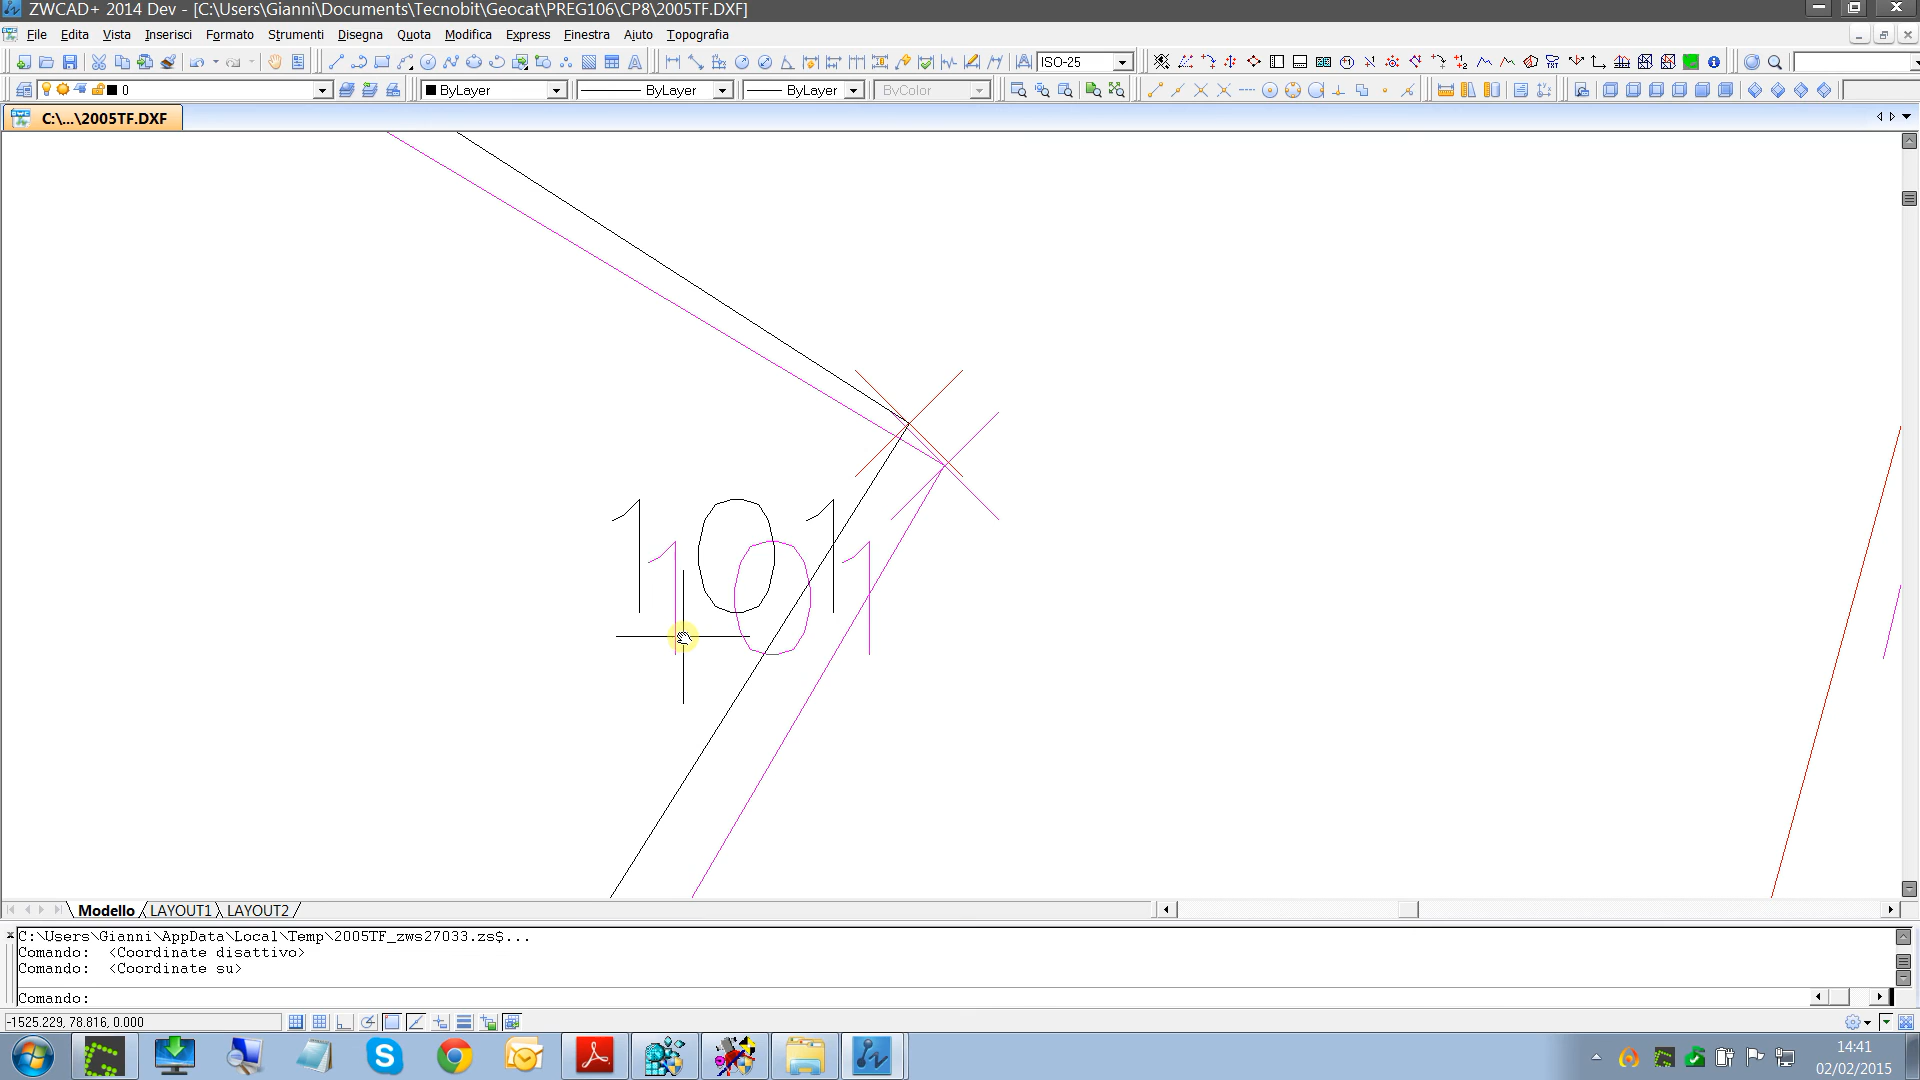 ZWCAD+ 2014 Dev - [C:\Users\Gianni\Documents\Tecnobit\Geocat\PREG106\CP8\2005TF.DXF]
File Edita Vista Inserisci Formato Strumenti Disegna Quota Modifica Express Finestra Aiuto Topografia
ISO-25
0 ByLayer ByLayer ByLayer ByColor
C:\...\2005TF.DXF
101
101
Modello LAYOUT1 LAYOUT2
C:\Users\Gianni\AppData\Local\Temp\2005TF_zws27033.zs$...
Comando:  <Coordinate disattivo>
Comando:  <Coordinate su>
Comando:
-1525.229, 78.816, 0.000
14:41
02/02/2015